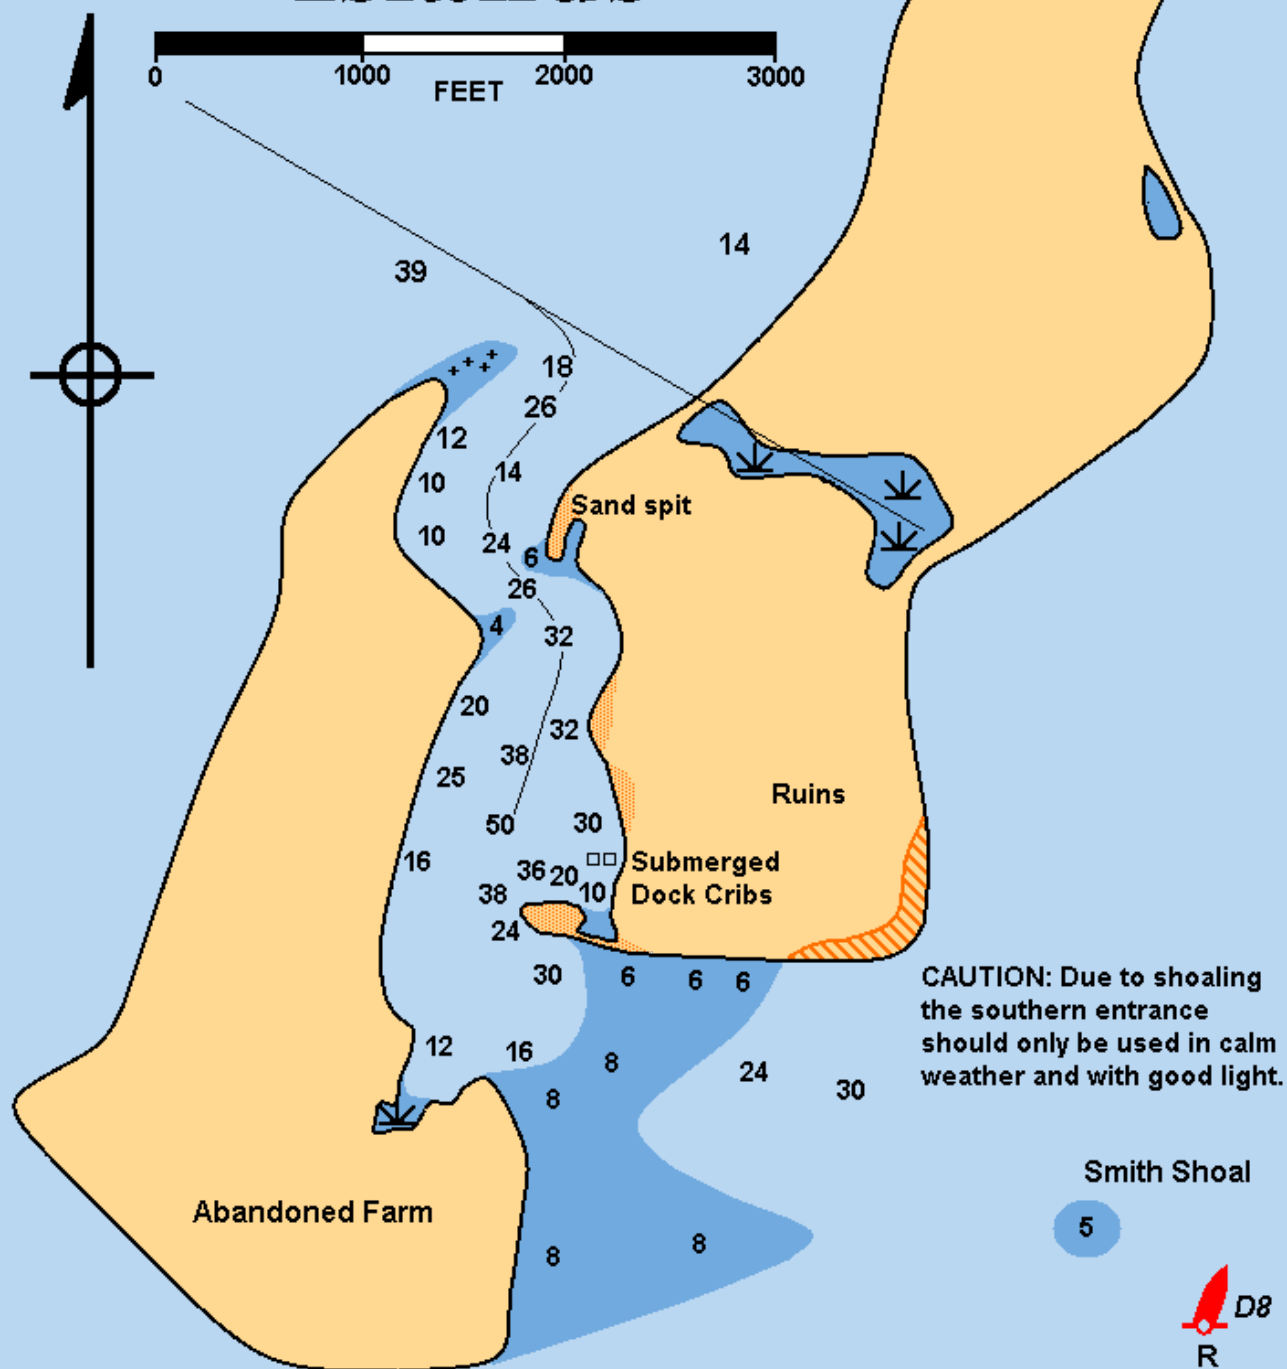 0 1000 2000 3000
FEET
14
39
18
26
12
14
10
Sand spit
10
24
6
26
4
32
20
32
38
25
Ruins
50
30
16
Submerged
36
20
Dock Cribs
38
10
24
CAUTION: Due to shoaling
the southern entrance
should only be used in calm
weather and with good light.
30
6
6
6
12
16
8
24
30
8
Smith Shoal
Abandoned Farm
5
8
8
D8
R